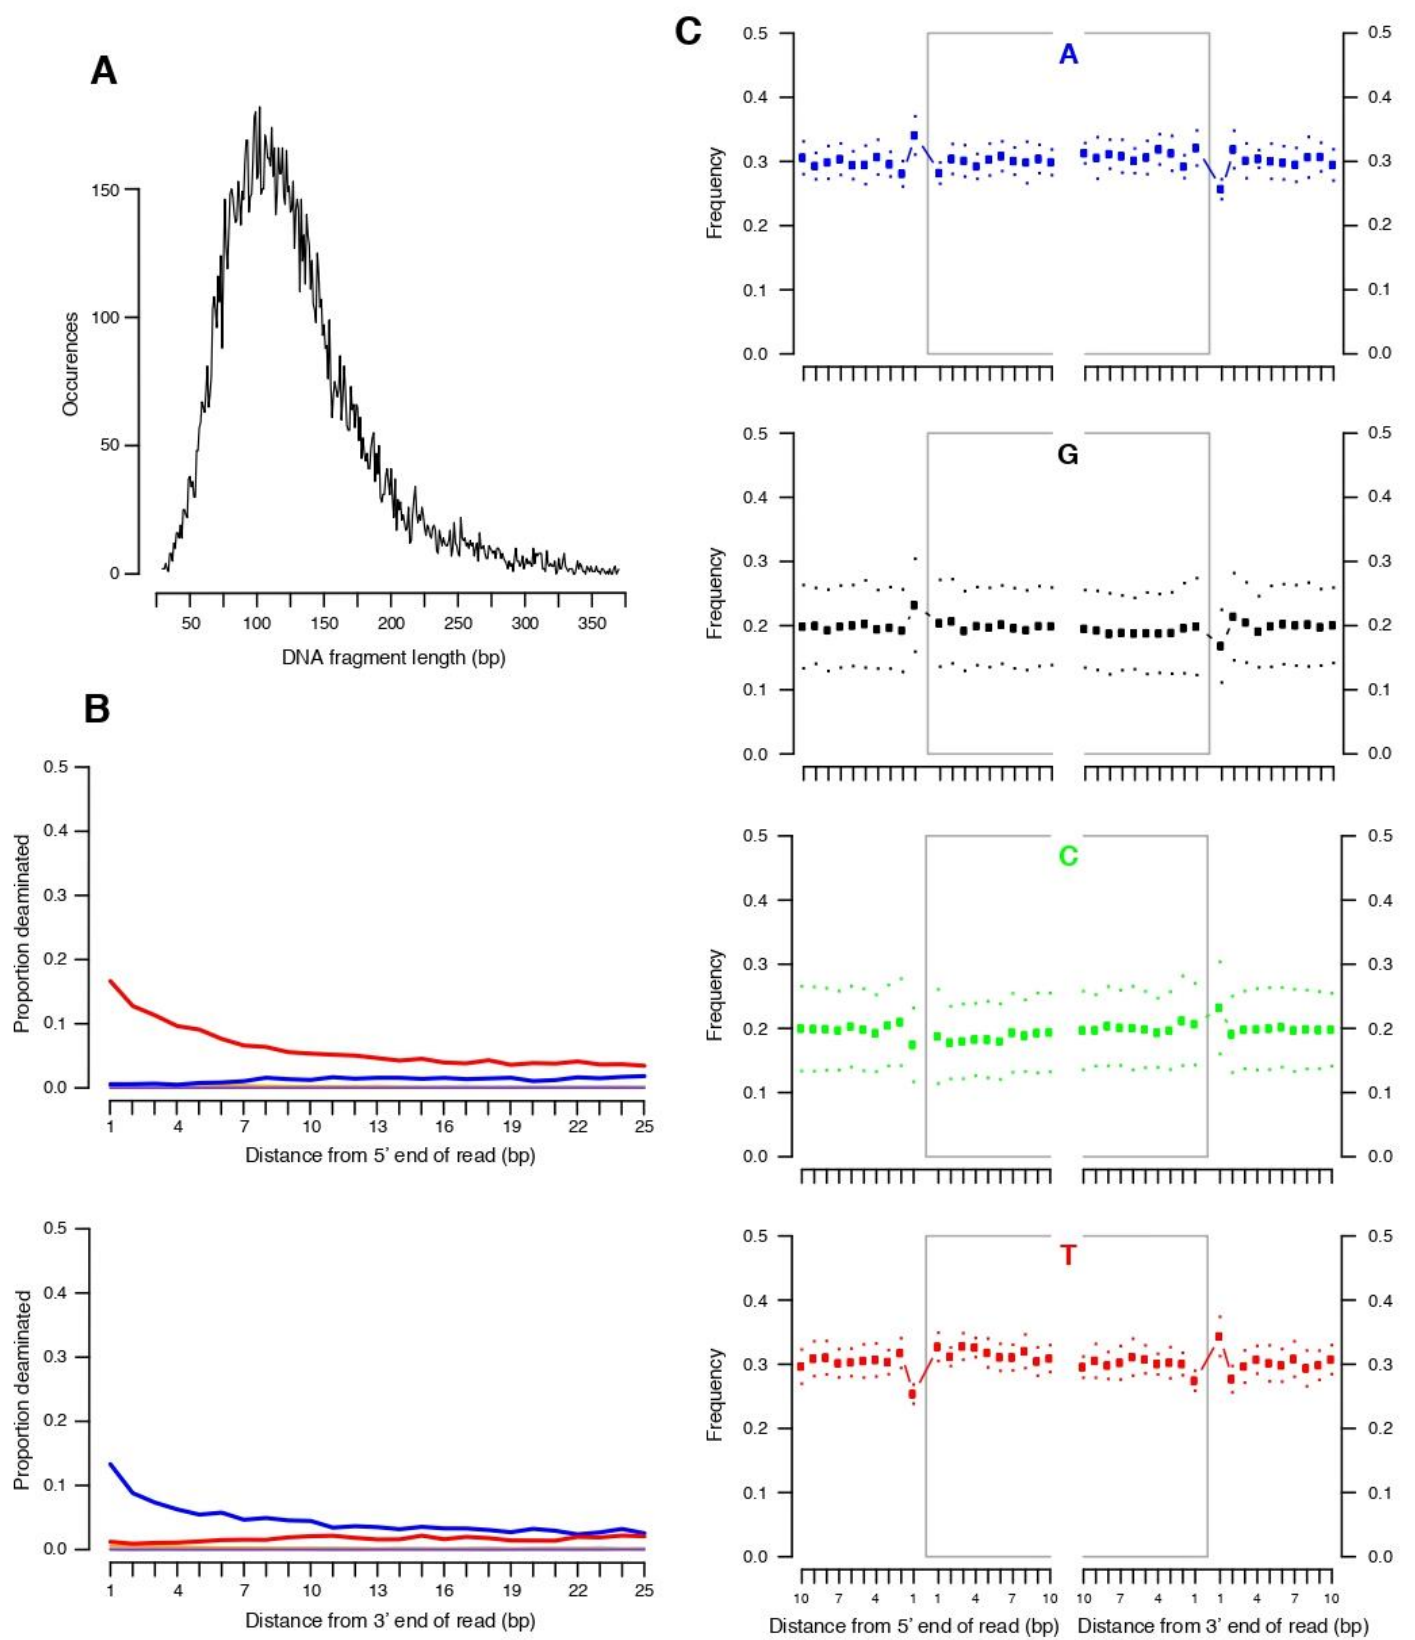 A
150
100
50
0
Occurences
50 100 150 200 250 300 350
DNA fragment length (bp)
B
0.5
0.4
0.3
0.2
0.1
0.0
Proportion deaminated
1 4 7 10 13 16 19 22 25
Distance from 5’ end of read (bp)
0.5
0.4
0.3
0.2
0.1
0.0
Proportion deaminated
1 4 7 10 13 16 19 22 25
Distance from 3’ end of read (bp)
C
A
0.5 0.5
0.4 0.4
0.3 0.3
0.2 0.2
0.1 0.1
0.0 0.0
Frequency
G
0.5 0.5
0.4 0.4
0.3 0.3
0.2 0.2
0.1 0.1
0.0 0.0
Frequency
C
0.5 0.5
0.4 0.4
0.3 0.3
0.2 0.2
0.1 0.1
0.0 0.0
Frequency
T
0.5 0.5
0.4 0.4
0.3 0.3
0.2 0.2
0.1 0.1
0.0 0.0
Frequency
10 7 4 1 1 4 7 10 10 7 4 1 1 4 7 10
Distance from 5’ end of read (bp) Distance from 3’ end of read (bp)